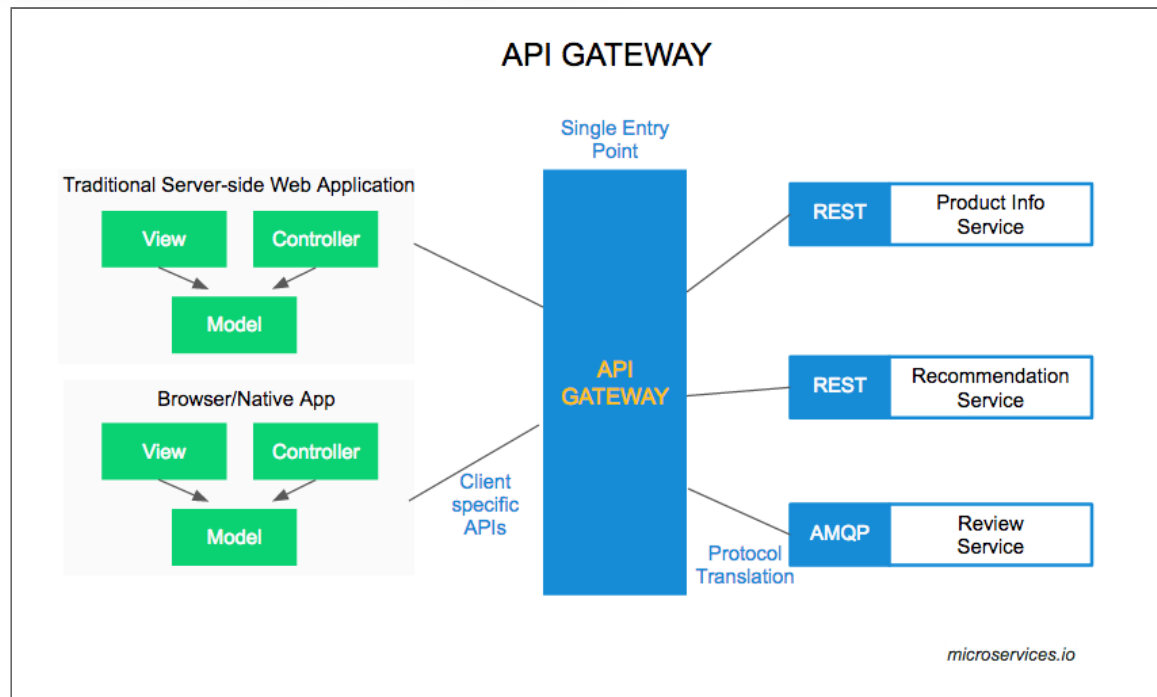 API GATEWAY
Single Entry
Point
Traditional Server-side Web Application
View
Controller
Model
Browser/Native App
View
Controller
Model
Client
specific
APIs
API
GATEWAY
REST
Product Info
Service
REST
Recommendation
Service
AMQP
Review
Service
Protocol
Translation
microservices.io